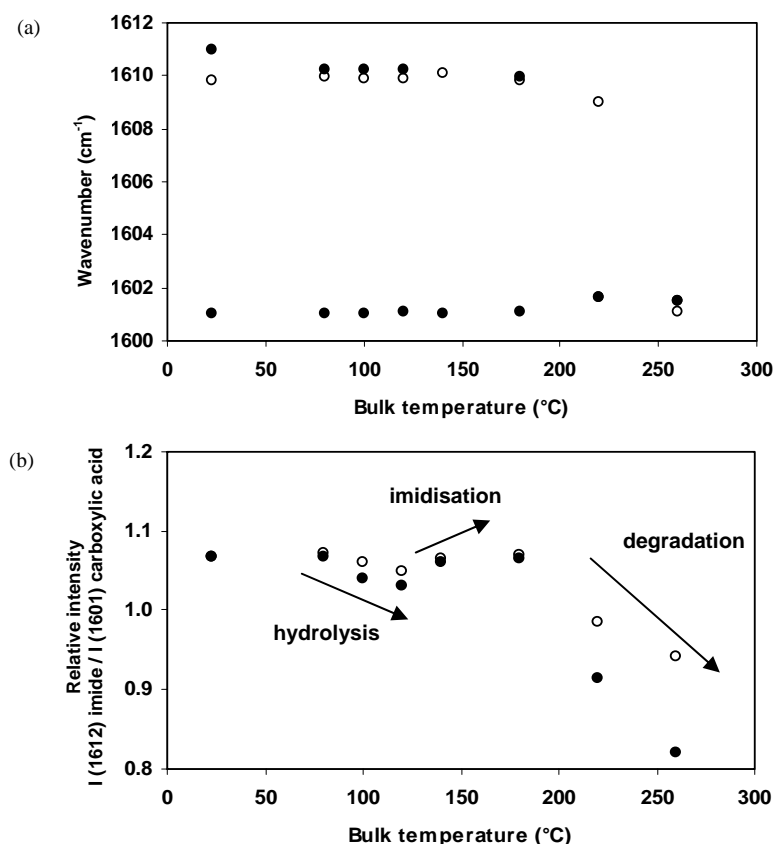 (a)
1612
1610
1608
1606
1604
1602
1600
Wavenumber (cm-1)
0 50 100 150 200 250 300
Bulk temperature (°C)
(b)
1.2
1.1
1.0
0.9
0.8
Relative intensity
I (1612) imide / I (1601) carboxylic acid
imidisation
degradation
hydrolysis
0 50 100 150 200 250 300
Bulk temperature (°C)